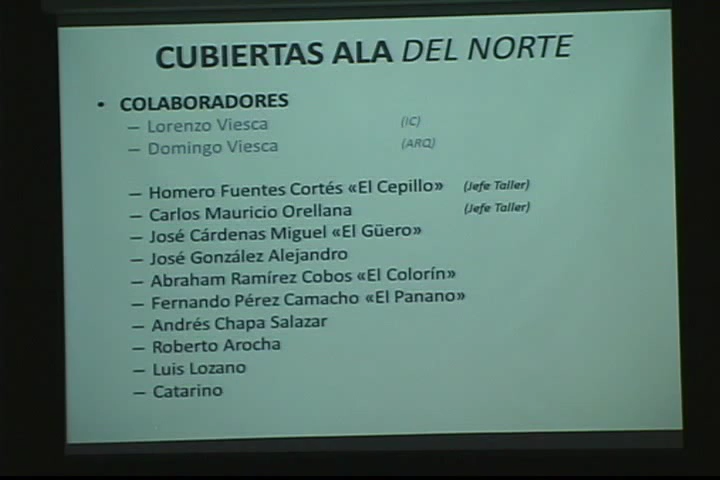 CUBIERTAS ALA DEL NORTE
• COLABORADORES
– Lorenzo Viesca (IC)
– Domingo Viesca (ARQ)
– Homero Fuentes Cortés «El Cepillo» (Jefe Taller)
– Carlos Mauricio Orellana (Jefe Taller)
– José Cárdenas Miguel «El Güero»
– José González Alejandro
– Abraham Ramírez Cobos «El Colorín»
– Fernando Pérez Camacho «El Panano»
– Andrés Chapa Salazar
– Roberto Arocha
– Luis Lozano
– Catarino